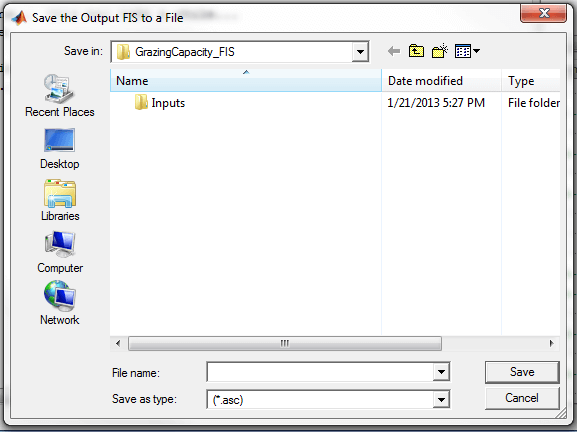 Save the Output FIS to a File
Save in: GrazingCapacity_FIS
Name Date modified Type
Inputs 1/21/2013 5:27 PM File folder
Recent Places
Desktop
Libraries
Computer
Network
File name: Save
Save as type: (*.asc) Cancel